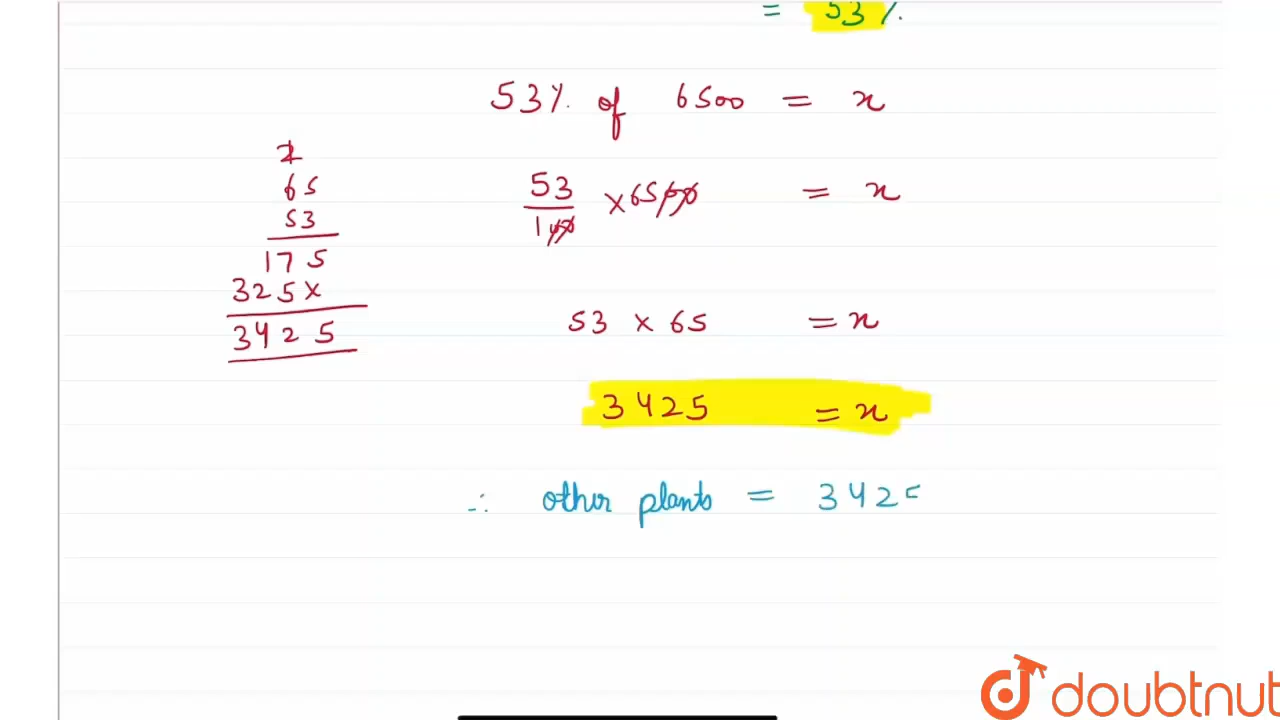 = 53%.
53%. of 6500 = x
2
65
53
175
325x
3425
53/100 × 6500 = x
53 × 65 = x
3425 = x
∴ other plants = 3425
doubtnut